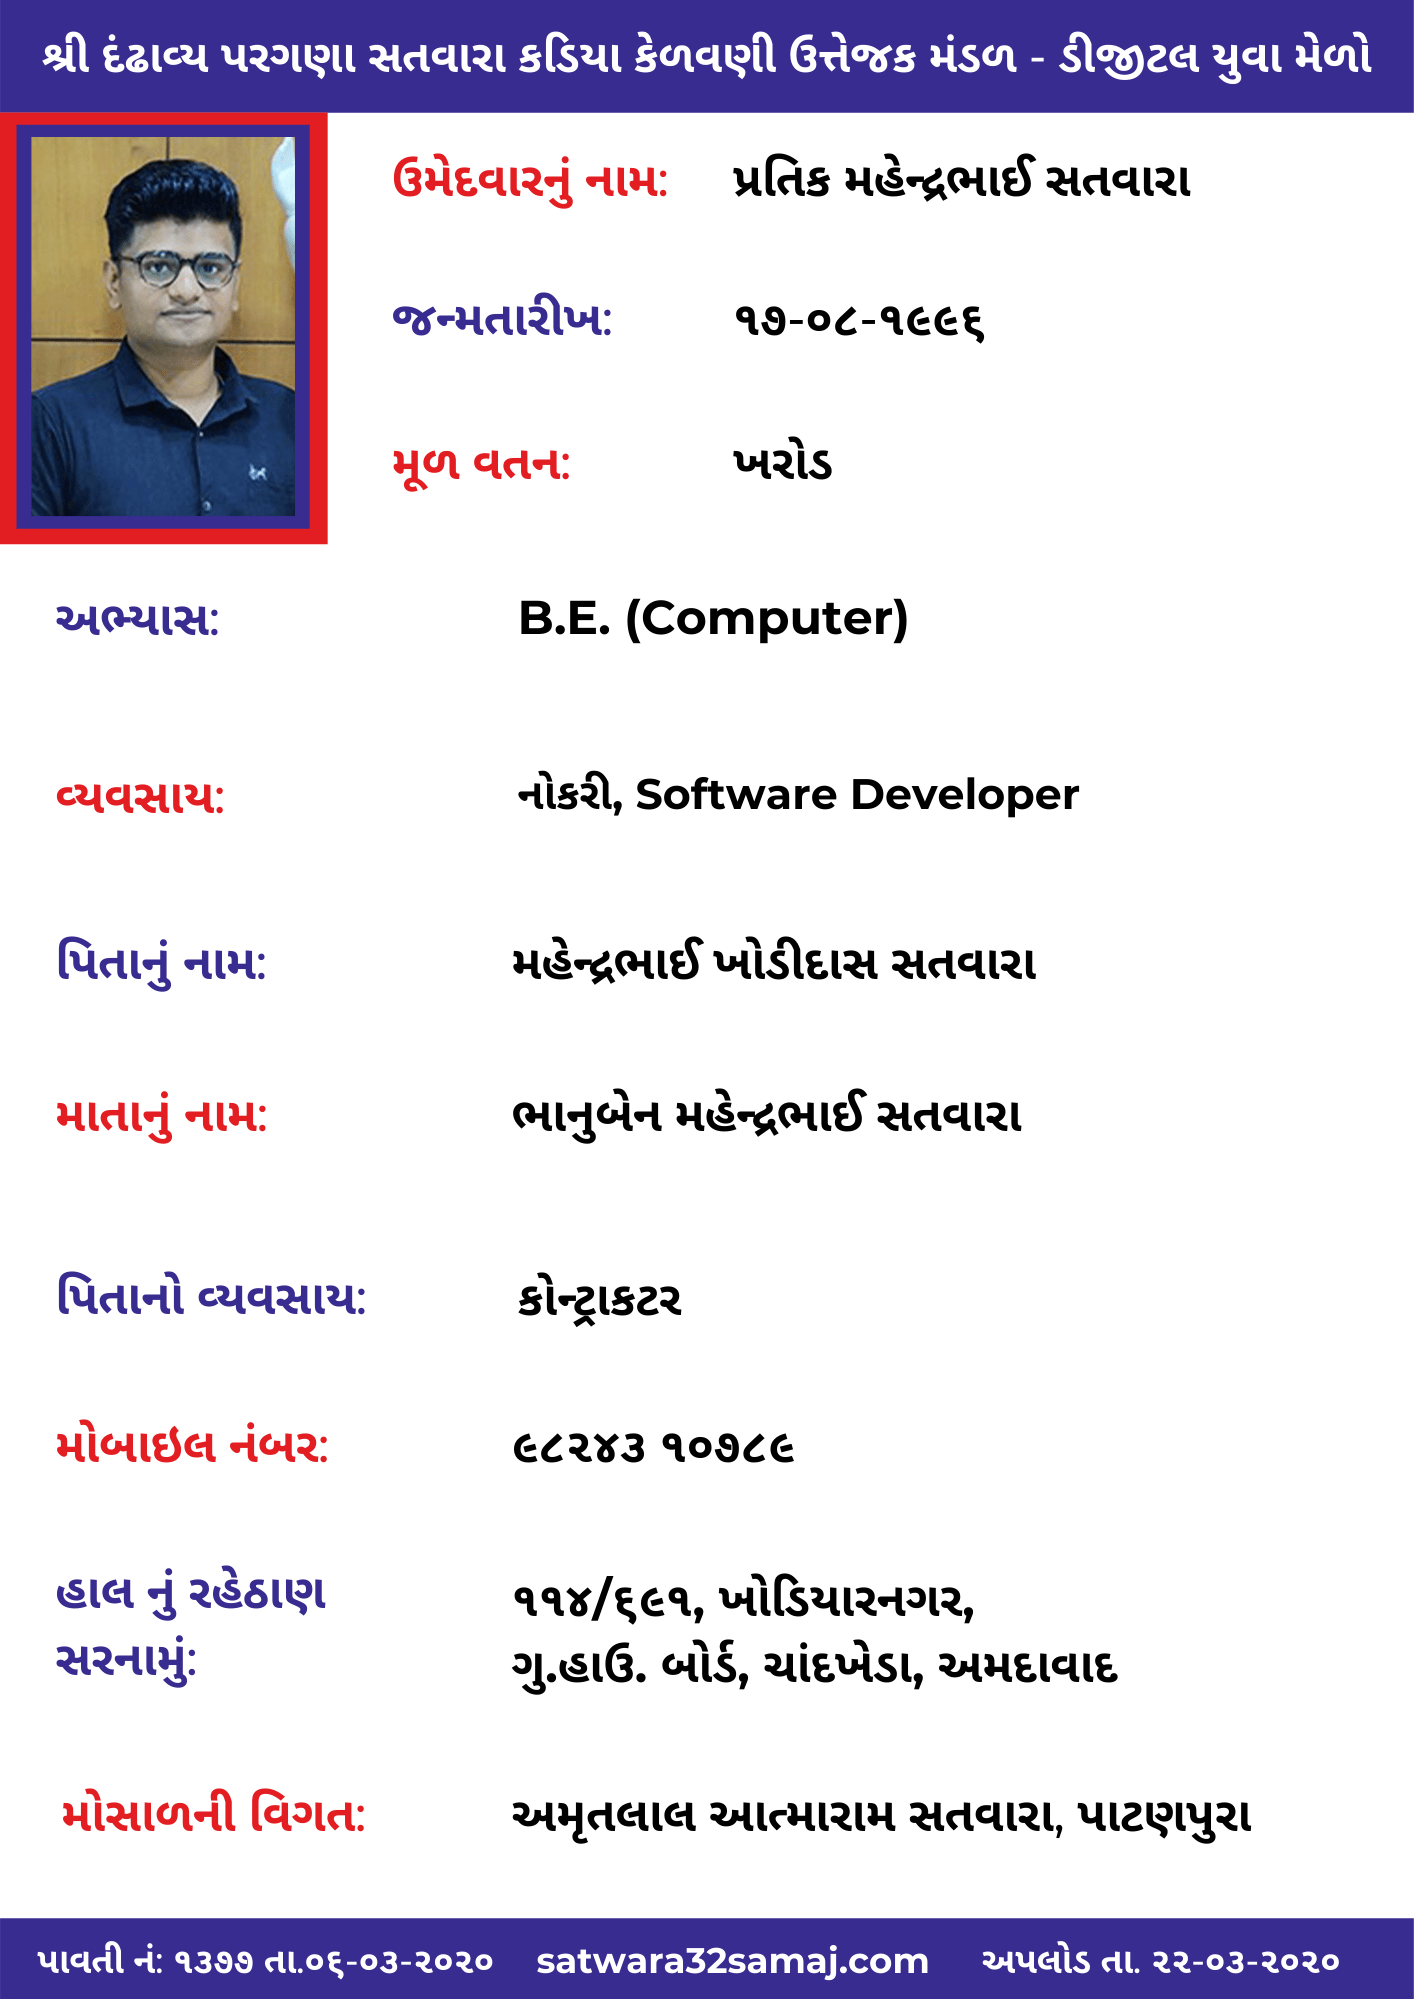 શ્રી દંઢાવ્ય પરગણા સતવારા કડિયા કેળવણી ઉત્તેજક મંડળ - ડીજીટલ યુવા મેળો
ઉમેદવારનું નામ: પ્રતિક મહેન્દ્રભાઈ સતવારા
જન્મતારીખ: ૧૭-૦૮-૧૯૯૬
મૂળ વતન: ખરોડ
અભ્યાસ: B.E. (Computer)
વ્યવસાય: નોકરી, Software Developer
પિતાનું નામ: મહેન્દ્રભાઈ ખોડીદાસ સતવારા
માતાનું નામ: ભાનુબેન મહેન્દ્રભાઈ સતવારા
પિતાનો વ્યવસાય: કોન્ટ્રાકટર
મોબાઇલ નંબર: ૯૮૨૪૩ ૧૦૭૮૯
હાલ નું રહેઠાણ ૧૧૪/૬૯૧, ખોડિયારનગર,
સરનામું: ગુ.હાઉ. બોર્ડ, ચાંદખેડા, અમદાવાદ
મોસાળની વિગત: અમૃતલાલ આત્મારામ સતવારા, પાટણપુરા
પાવતી નં: ૧૩૭૭ તા.૦૬-૦૩-૨૦૨૦ satwara32samaj.com અપલોડ તા. ૨૨-૦૩-૨૦૨૦